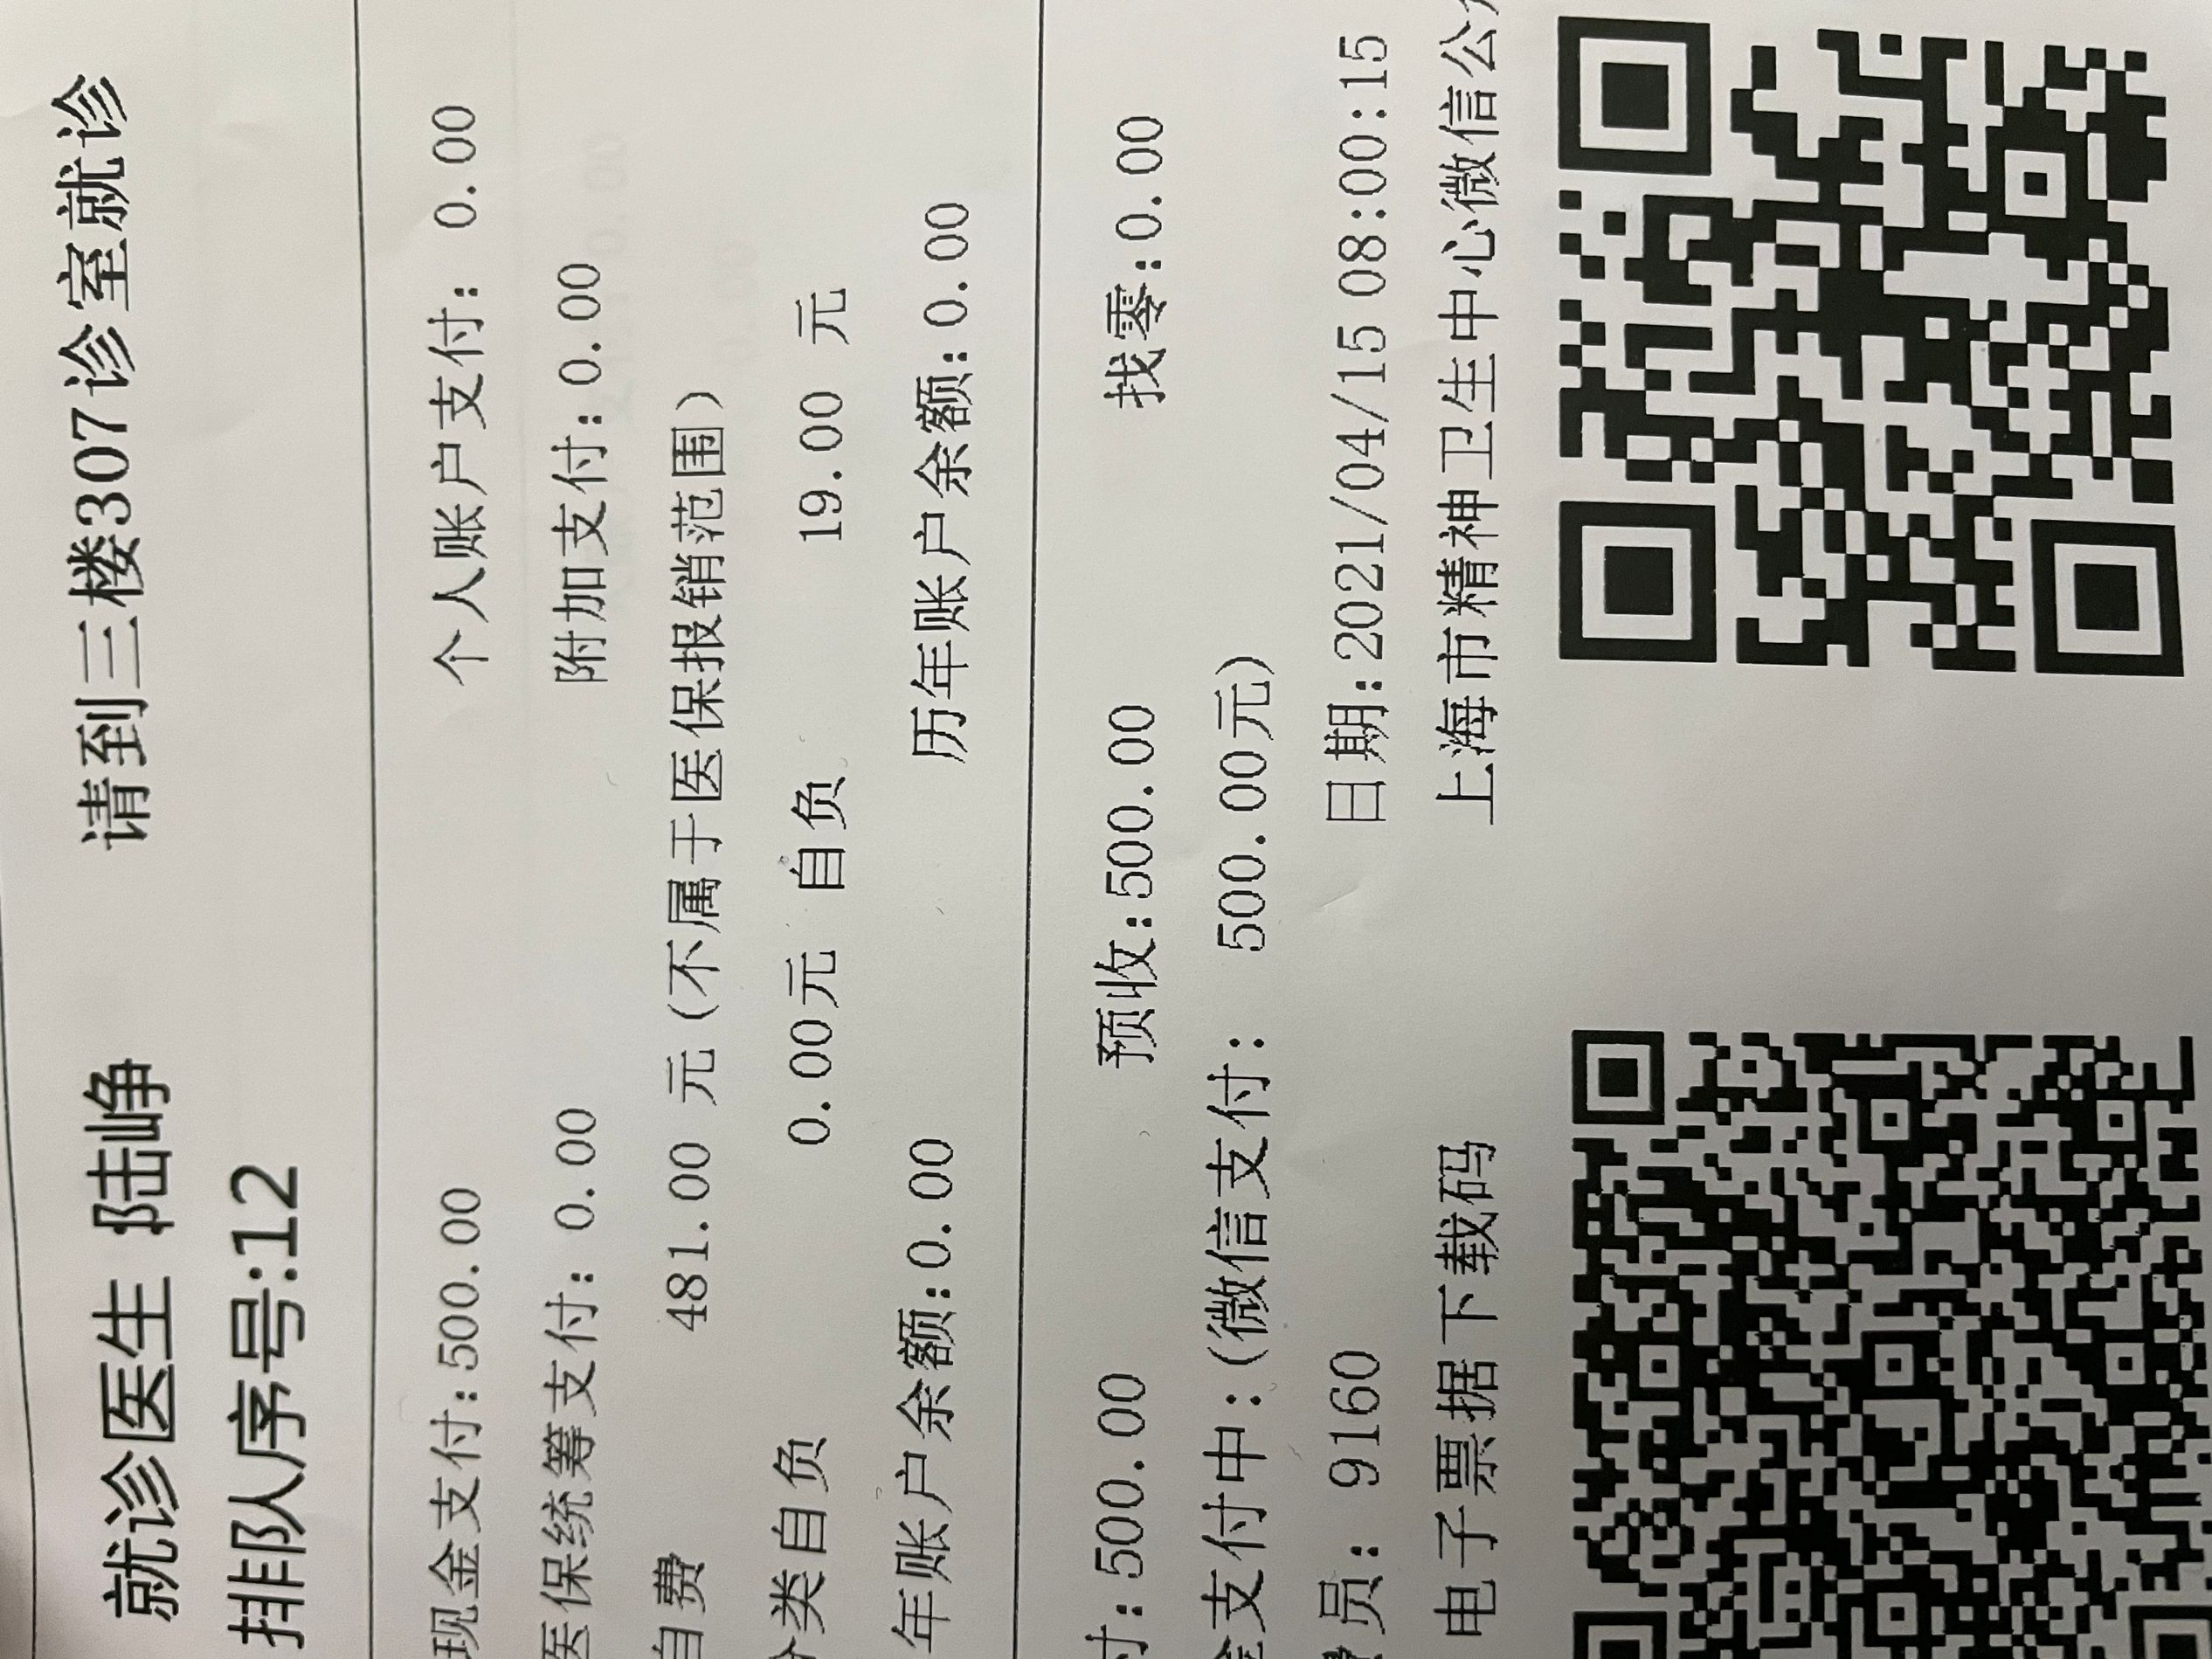 就诊医生:陆峥 请到三楼307诊室就诊
排队序号:12
现金支付:500.00 个人账户支付: 0.00
医保统筹支付: 0.00 附加支付:0.00
自费 481.00 元(不属于医保报销范围)
分类自负 0.00元 自负 19.00 元
年账户余额:0.00 历年账户余额:0.00
付:500.00 预收:500.00 找零:0.00
金支付中:(微信支付: 500.00元)
费员: 9160 日期:2021/04/15 08:00:15
电子票据下载码 上海市精神卫生中心微信公众